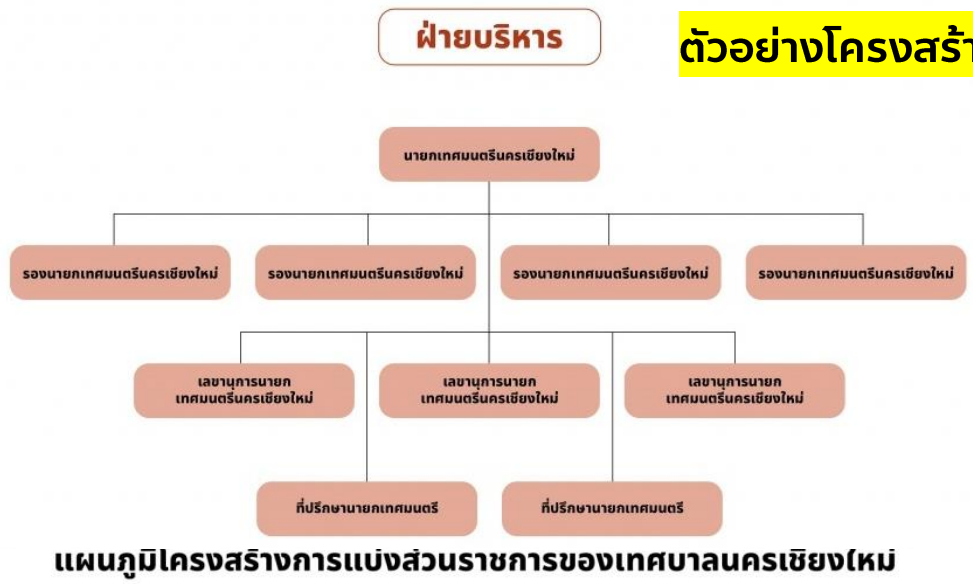 ฝ่ายบริหาร
ตัวอย่างโครงสร้า
นายกเทศมนตรีนครเชียงใหม่
รองนายกเทศมนตรีนครเชียงใหม่
รองนายกเทศมนตรีนครเชียงใหม่
รองนายกเทศมนตรีนครเชียงใหม่
รองนายกเทศมนตรีนครเชียงใหม่
เลขานุการนายก
เทศมนตรีนครเชียงใหม่
เลขานุการนายก
เทศมนตรีนครเชียงใหม่
เลขานุการนายก
เทศมนตรีนครเชียงใหม่
ที่ปรึกษานายกเทศมนตรี
ที่ปรึกษานายกเทศมนตรี
แผนภูมิโครงสร้างการแบ่งส่วนราชการของเทศบาลนครเชียงใหม่